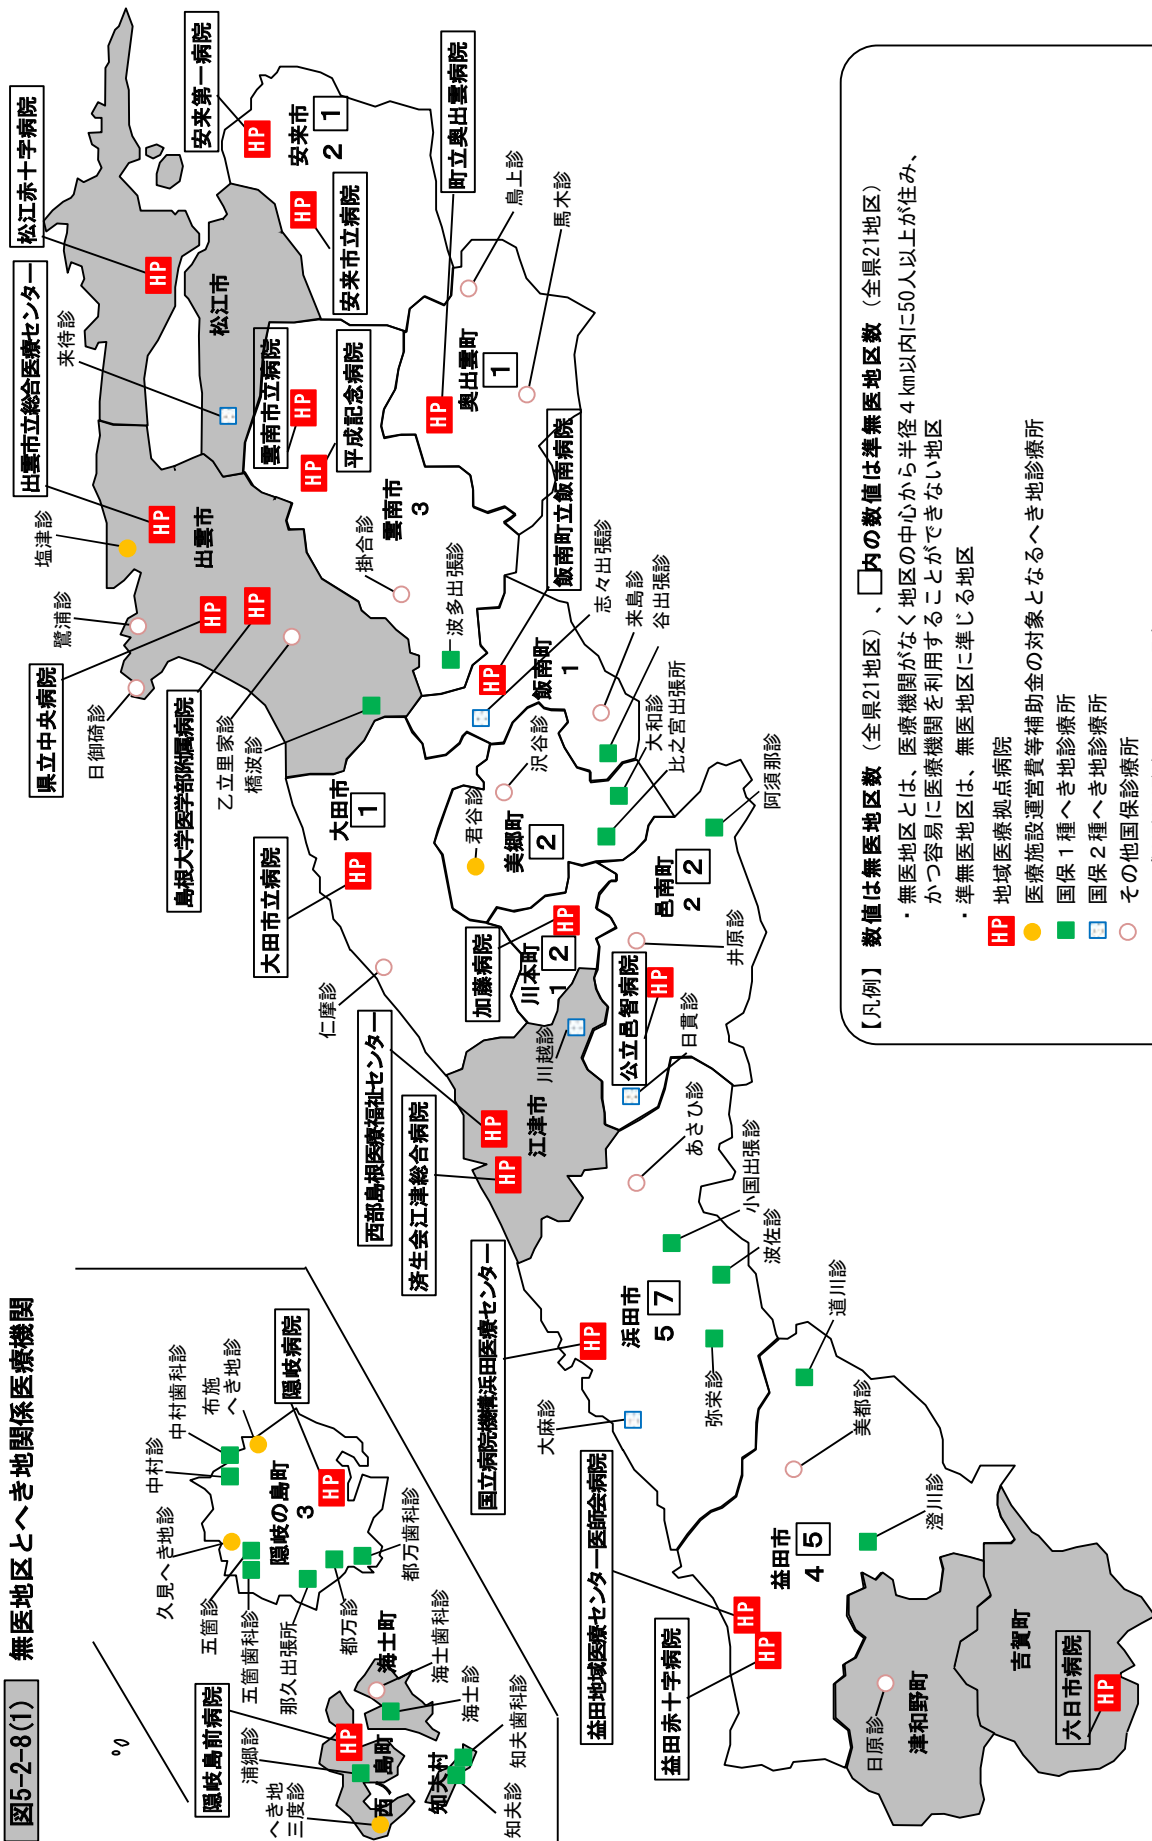 図5-2-8(1)
無医地区とへき地関係医療機関
久見へき地診
中村診
中村歯科診
布施
へき地診
隠岐病院
HP
隠岐の島町
3
五箇診
五箇歯科診
那久出張所
都万診
都万歯科診
隠岐島前病院
HP
浦郷診
へき地
三度診
西ノ島町
海士町
海士歯科診
海士診
知夫村
知夫歯科診
知夫診
松江赤十字病院
HP
安来第一病院
HP
安来市
2 1
HP
安来市立病院
町立奥出雲病院
HP
鳥上診
馬木診
奥出雲町
1
出雲市立総合医療センター
HP
来待診
松江市
雲南市立病院
HP
平成記念病院
HP
雲南市
3
掛合診
波多出張診
塩津診
出雲市
鷺浦診
日御碕診
県立中央病院
HP
島根大学医学部附属病院
HP
乙立里家診
橋波診
飯南町立飯南病院
HP
志々出張診
来島診
谷出張診
飯南町
1
大和診
比之宮出張所
沢谷診
君谷診
美郷町
2
大田市
1
大田市立病院
HP
仁摩診
阿須那診
邑南町
2 2
井原診
公立邑智病院
HP
日貫診
加藤病院
HP
川本町
1 2
川越診
西部島根医療福祉センター
HP
済生会江津総合病院
HP
江津市
あさひ診
小国出張診
波佐診
国立病院機構浜田医療センター
HP
浜田市
5 7
弥栄診
大麻診
道川診
美都診
澄川診
益田地域医療センター医師会病院
HP
益田赤十字病院
HP
益田市
4 5
日原診
津和野町
吉賀町
六日市病院
HP
【凡例】 数値は無医地区数（全県21地区）、□内の数値は準無医地区数（全県21地区）
・無医地区とは、医療機関がなく地区の中心から半径４km以内に50人以上が住み、
かつ容易に医療機関を利用することができない地区
・準無医地区は、無医地区に準じる地区
HP 地域医療拠点病院
医療施設運営費等補助金の対象となるへき地診療所
国保１種へき地診療所
国保２種へき地診療所
その他国保診療所